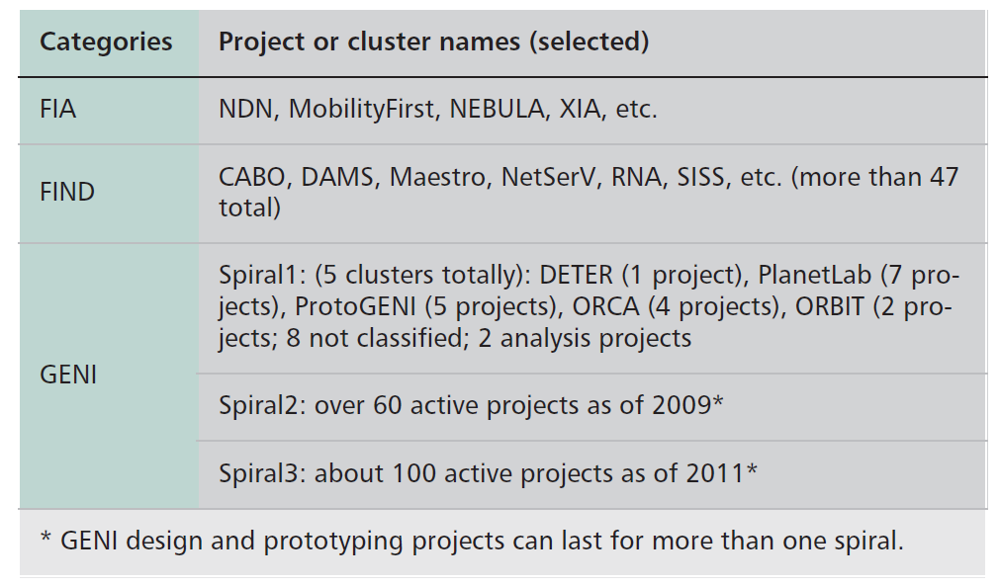 Categories
Project or cluster names (selected)
FIA
NDN, MobilityFirst, NEBULA, XIA, etc.
FIND
CABO, DAMS, Maestro, NetSerV, RNA, SISS, etc. (more than 47
total)
GENI
Spiral1: (5 clusters totally): DETER (1 project), PlanetLab (7 pro-
jects), ProtoGENI (5 projects), ORCA (4 projects), ORBIT (2 pro-
jects; 8 not classified; 2 analysis projects
Spiral2: over 60 active projects as of 2009*
Spiral3: about 100 active projects as of 2011*
* GENI design and prototyping projects can last for more than one spiral.